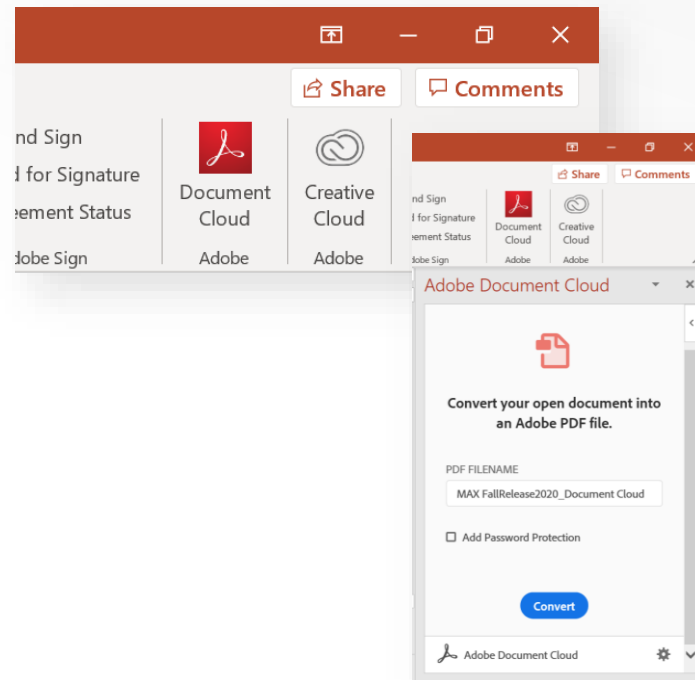 Share
Comments
nd Sign
d for Signature
eement Status
dobe Sign
Document
Cloud
Adobe
Creative
Cloud
Adobe
Share
Comments
nd Sign
d for Signature
ement Status
dobe Sign
Document
Cloud
Adobe
Creative
Cloud
Adobe
Adobe Document Cloud
Convert your open document into
an Adobe PDF file.
PDF FILENAME
MAX FallRelease2020_Document Cloud
Add Password Protection
Convert
Adobe Document Cloud